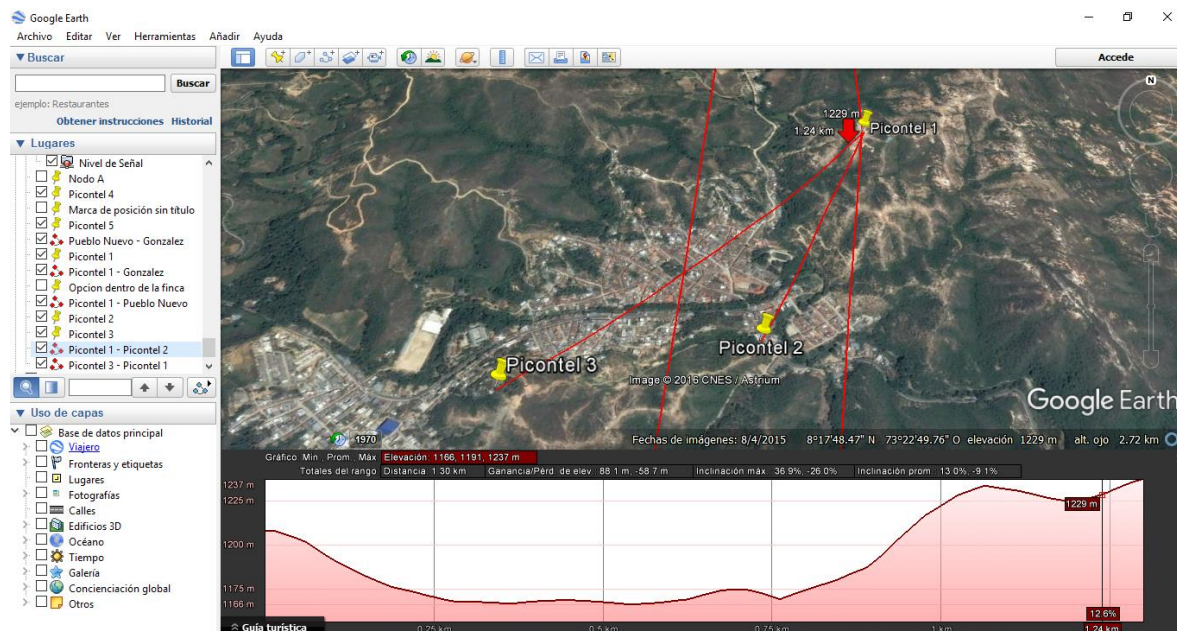 Google Earth
Archivo Editar Ver Herramientas Añadir Ayuda
Buscar
Accede
Buscar
ejemplo: Restaurantes
Obtener instrucciones Historial
Lugares
Nivel de Señal
Nodo A
Picontel 4
Marca de posición sin título
Picontel 5
Pueblo Nuevo - Gonzalez
Picontel 1
Picontel 1 - Gonzalez
Opcion dentro de la finca
Picontel 1 - Pueblo Nuevo
Picontel 2
Picontel 3
Picontel 1 - Picontel 2
Picontel 3 - Picontel 1
Uso de capas
Base de datos principal
Viajero
Fronteras y etiquetas
Lugares
Fotografías
Calles
Edificios 3D
Océano
Tiempo
Galería
Concienciación global
Otros
N
1229 m
1.24 km
Picontel 1
Picontel 2
Picontel 3
Image © 2016 CNES / Astrium
Google Earth
1970
Fechas de imágenes: 8/4/2015 8°17'48.47" N 73°22'49.76" O elevación 1229 m alt. ojo 2.72 km
Gráfico: Mín., Prom., Máx. Elevación: 1166, 1191, 1237 m
Totales del rango: Distancia: 1.30 km Ganancia/Pérd. de elev.: 88.1 m, -58.7 m Inclinación máx.: 36.9%, -26.0% Inclinación prom.: 13.0%, -9.1%
1237 m
1225 m
1200 m
1175 m
1166 m
1229 m
12.6%
Guía turística
0.25 km
0.5 km
0.75 km
1 km
1.24 km